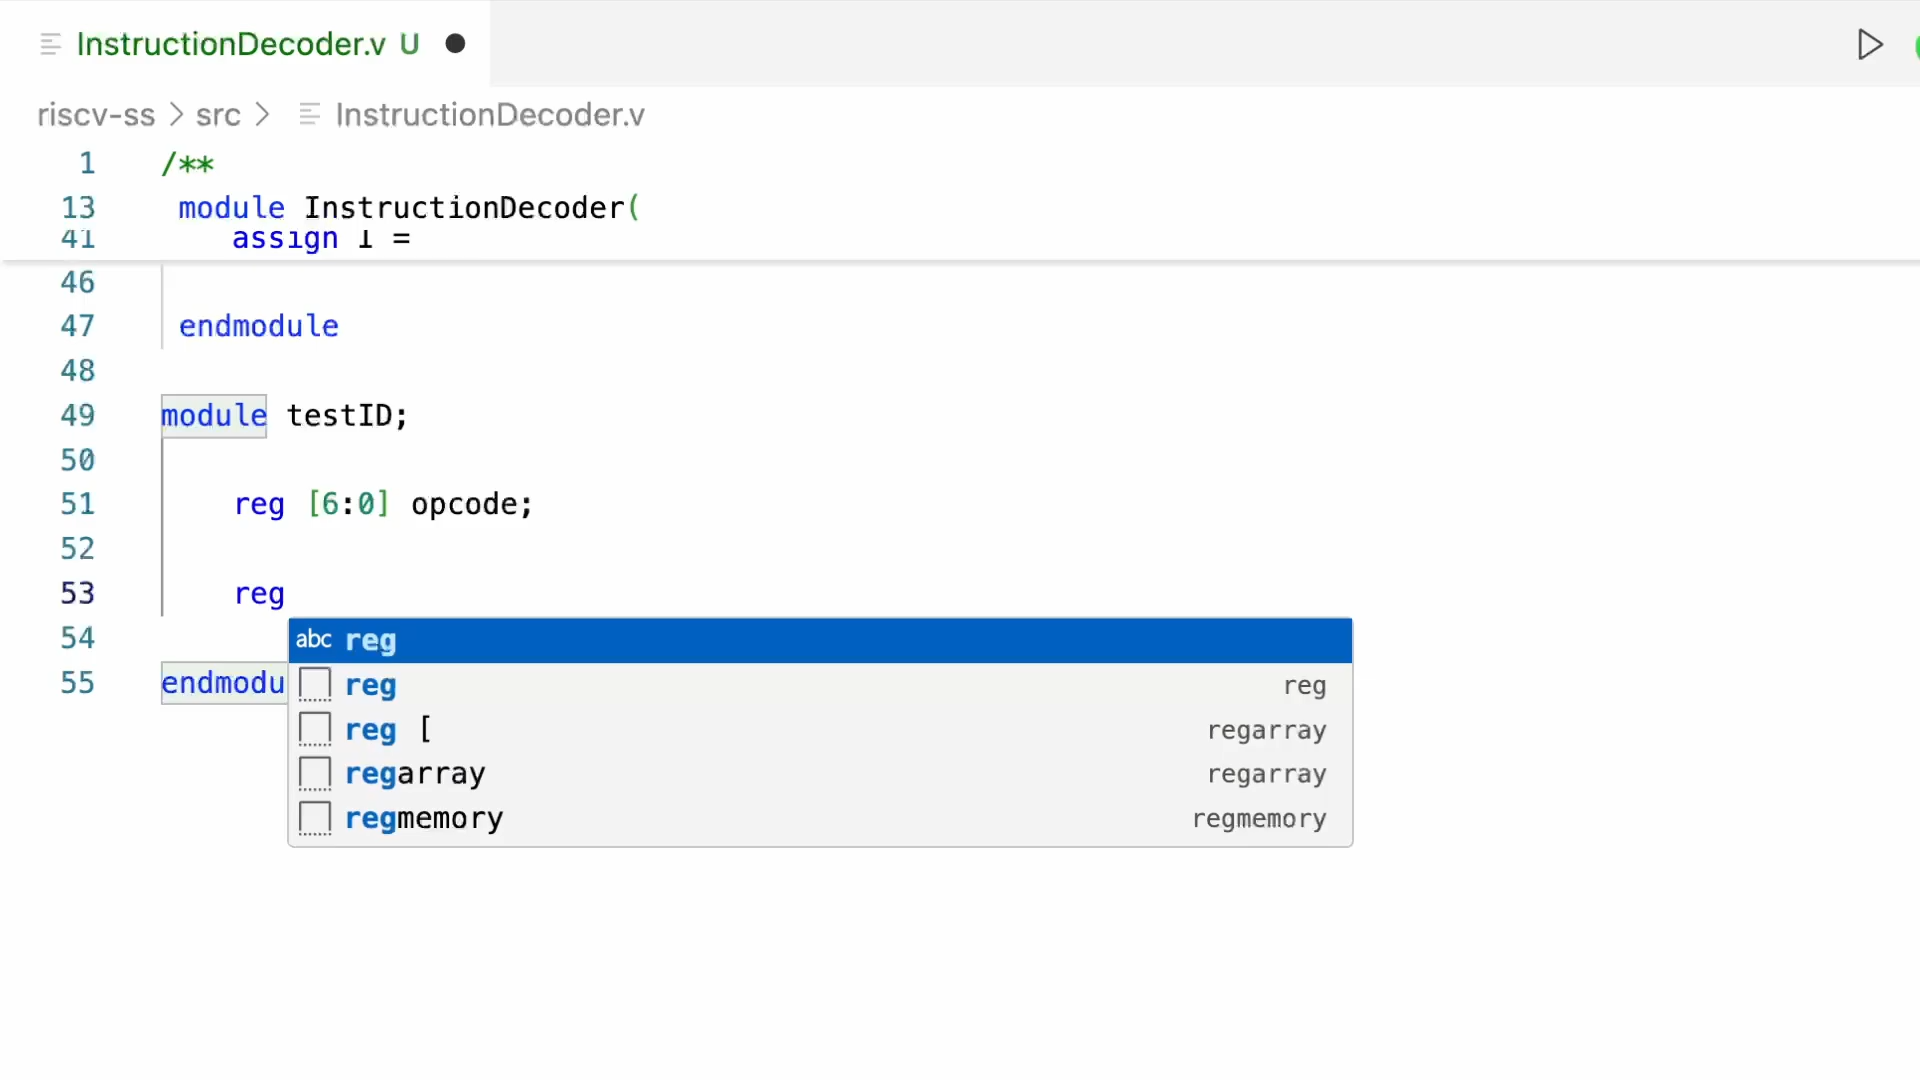 InstructionDecoder.v U
riscv-ss > src > InstructionDecoder.v
1 /**
13 module InstructionDecoder(
41 assign I =
46
47 endmodule
48
49 module testID;
50
51 reg [6:0] opcode;
52
53 reg
54 abc reg
reg reg
55 endmodu
reg [ regarray
regarray regarray
regmemory regmemory